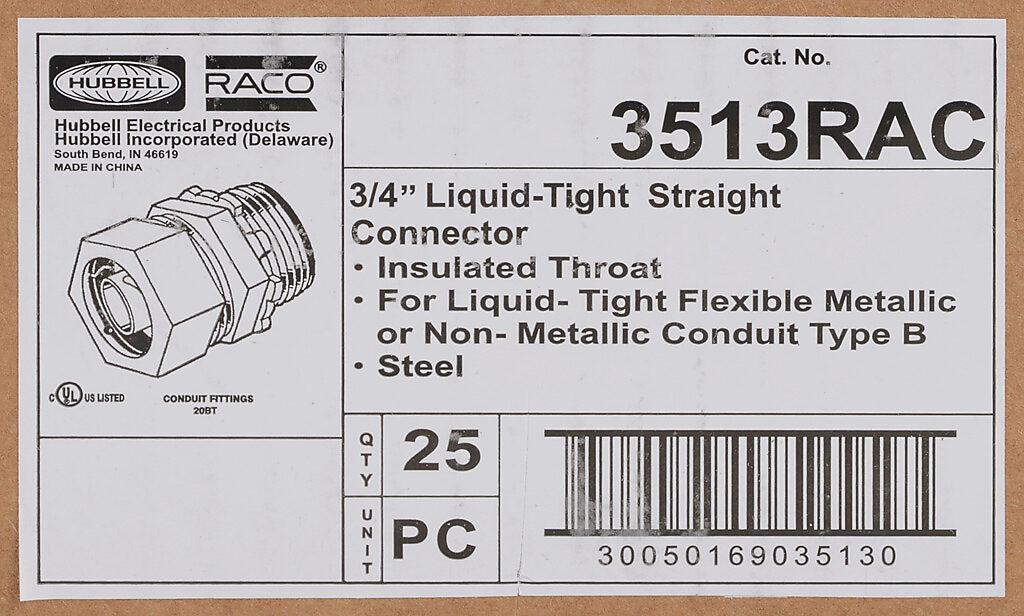 HUBBELL
RACO®
Hubbell Electrical Products
Hubbell Incorporated (Delaware)
South Bend, IN 46619
MADE IN CHINA
C UL US LISTED
CONDUIT FITTINGS
20BT
Cat. No.
3513RAC
3/4” Liquid-Tight Straight
Connector
• Insulated Throat
• For Liquid- Tight Flexible Metallic
or Non- Metallic Conduit Type B
• Steel
QTY
25
UNIT
PC
30050169035130